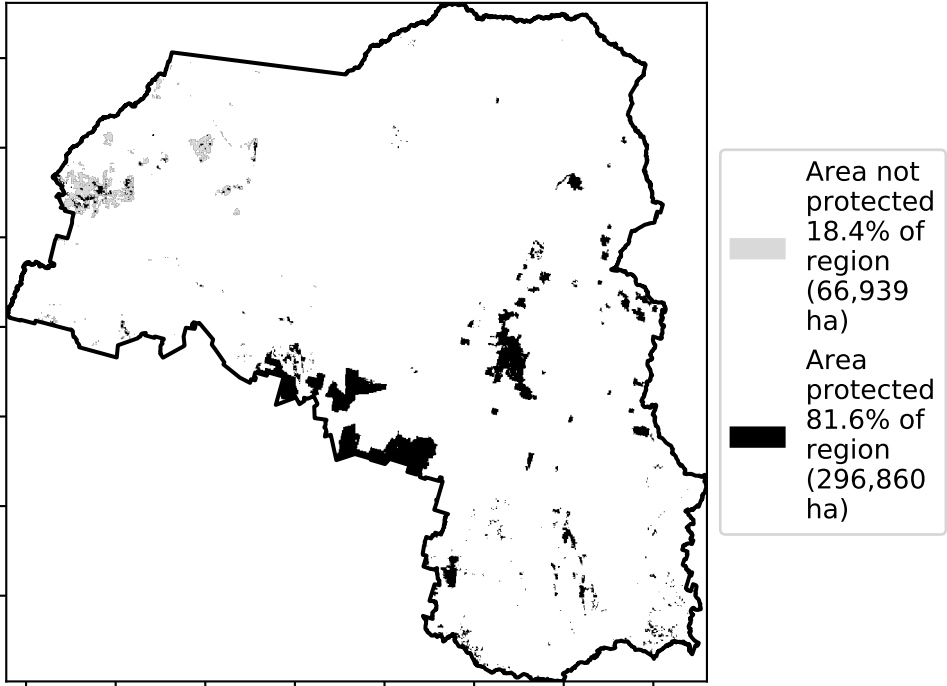 Area not
protected
18.4% of
region
(66,939
ha)
Area
protected
81.6% of
region
(296,860
ha)